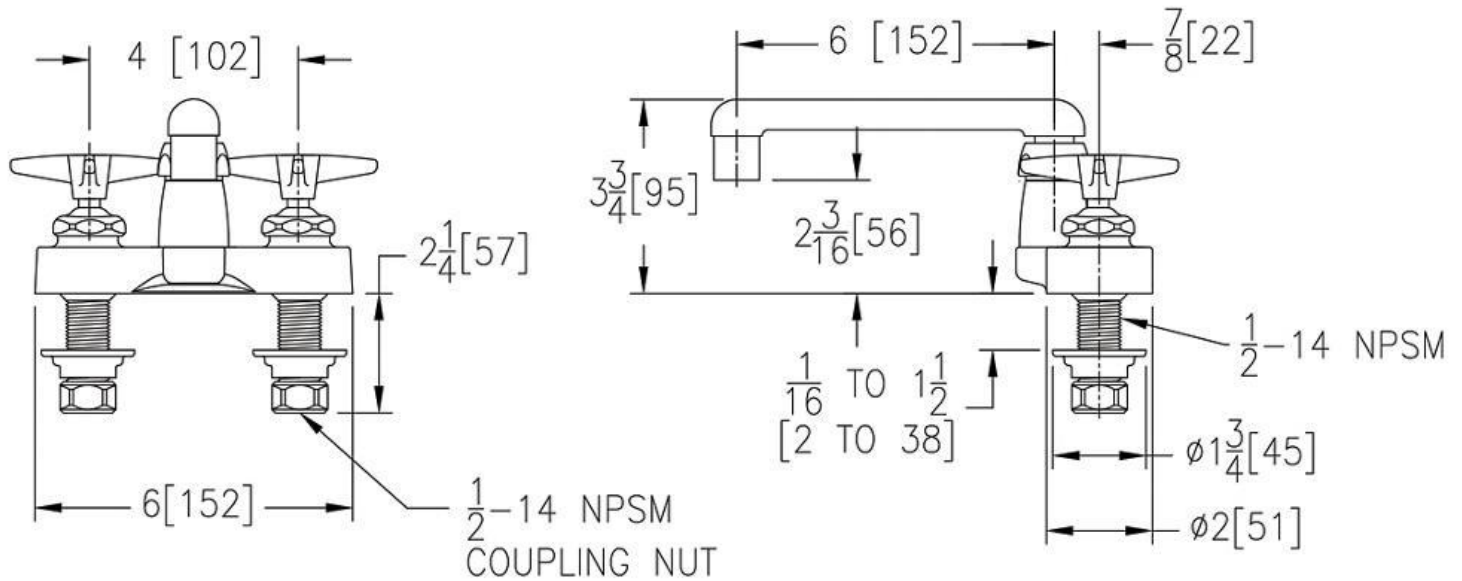 4 [102]
6 [152]
7/8[22]
3 3/4[95]
2 3/16[56]
2 1/4[57]
1/2-14 NPSM
1/16 TO 1 1/2
[2 TO 38]
ø1 3/4[45]
6[152]
1/2-14 NPSM
COUPLING NUT
ø2[51]